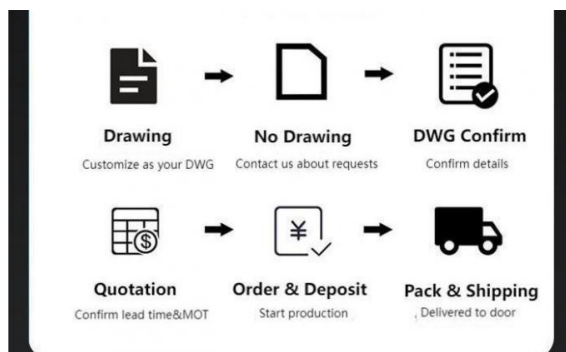 Drawing
No Drawing
DWG Confirm
Customize as your DWG
Contact us about requests
Confirm details
$
¥
Quotation
Order & Deposit
Pack & Shipping
Confirm lead time&MOT
Start production
Delivered to door